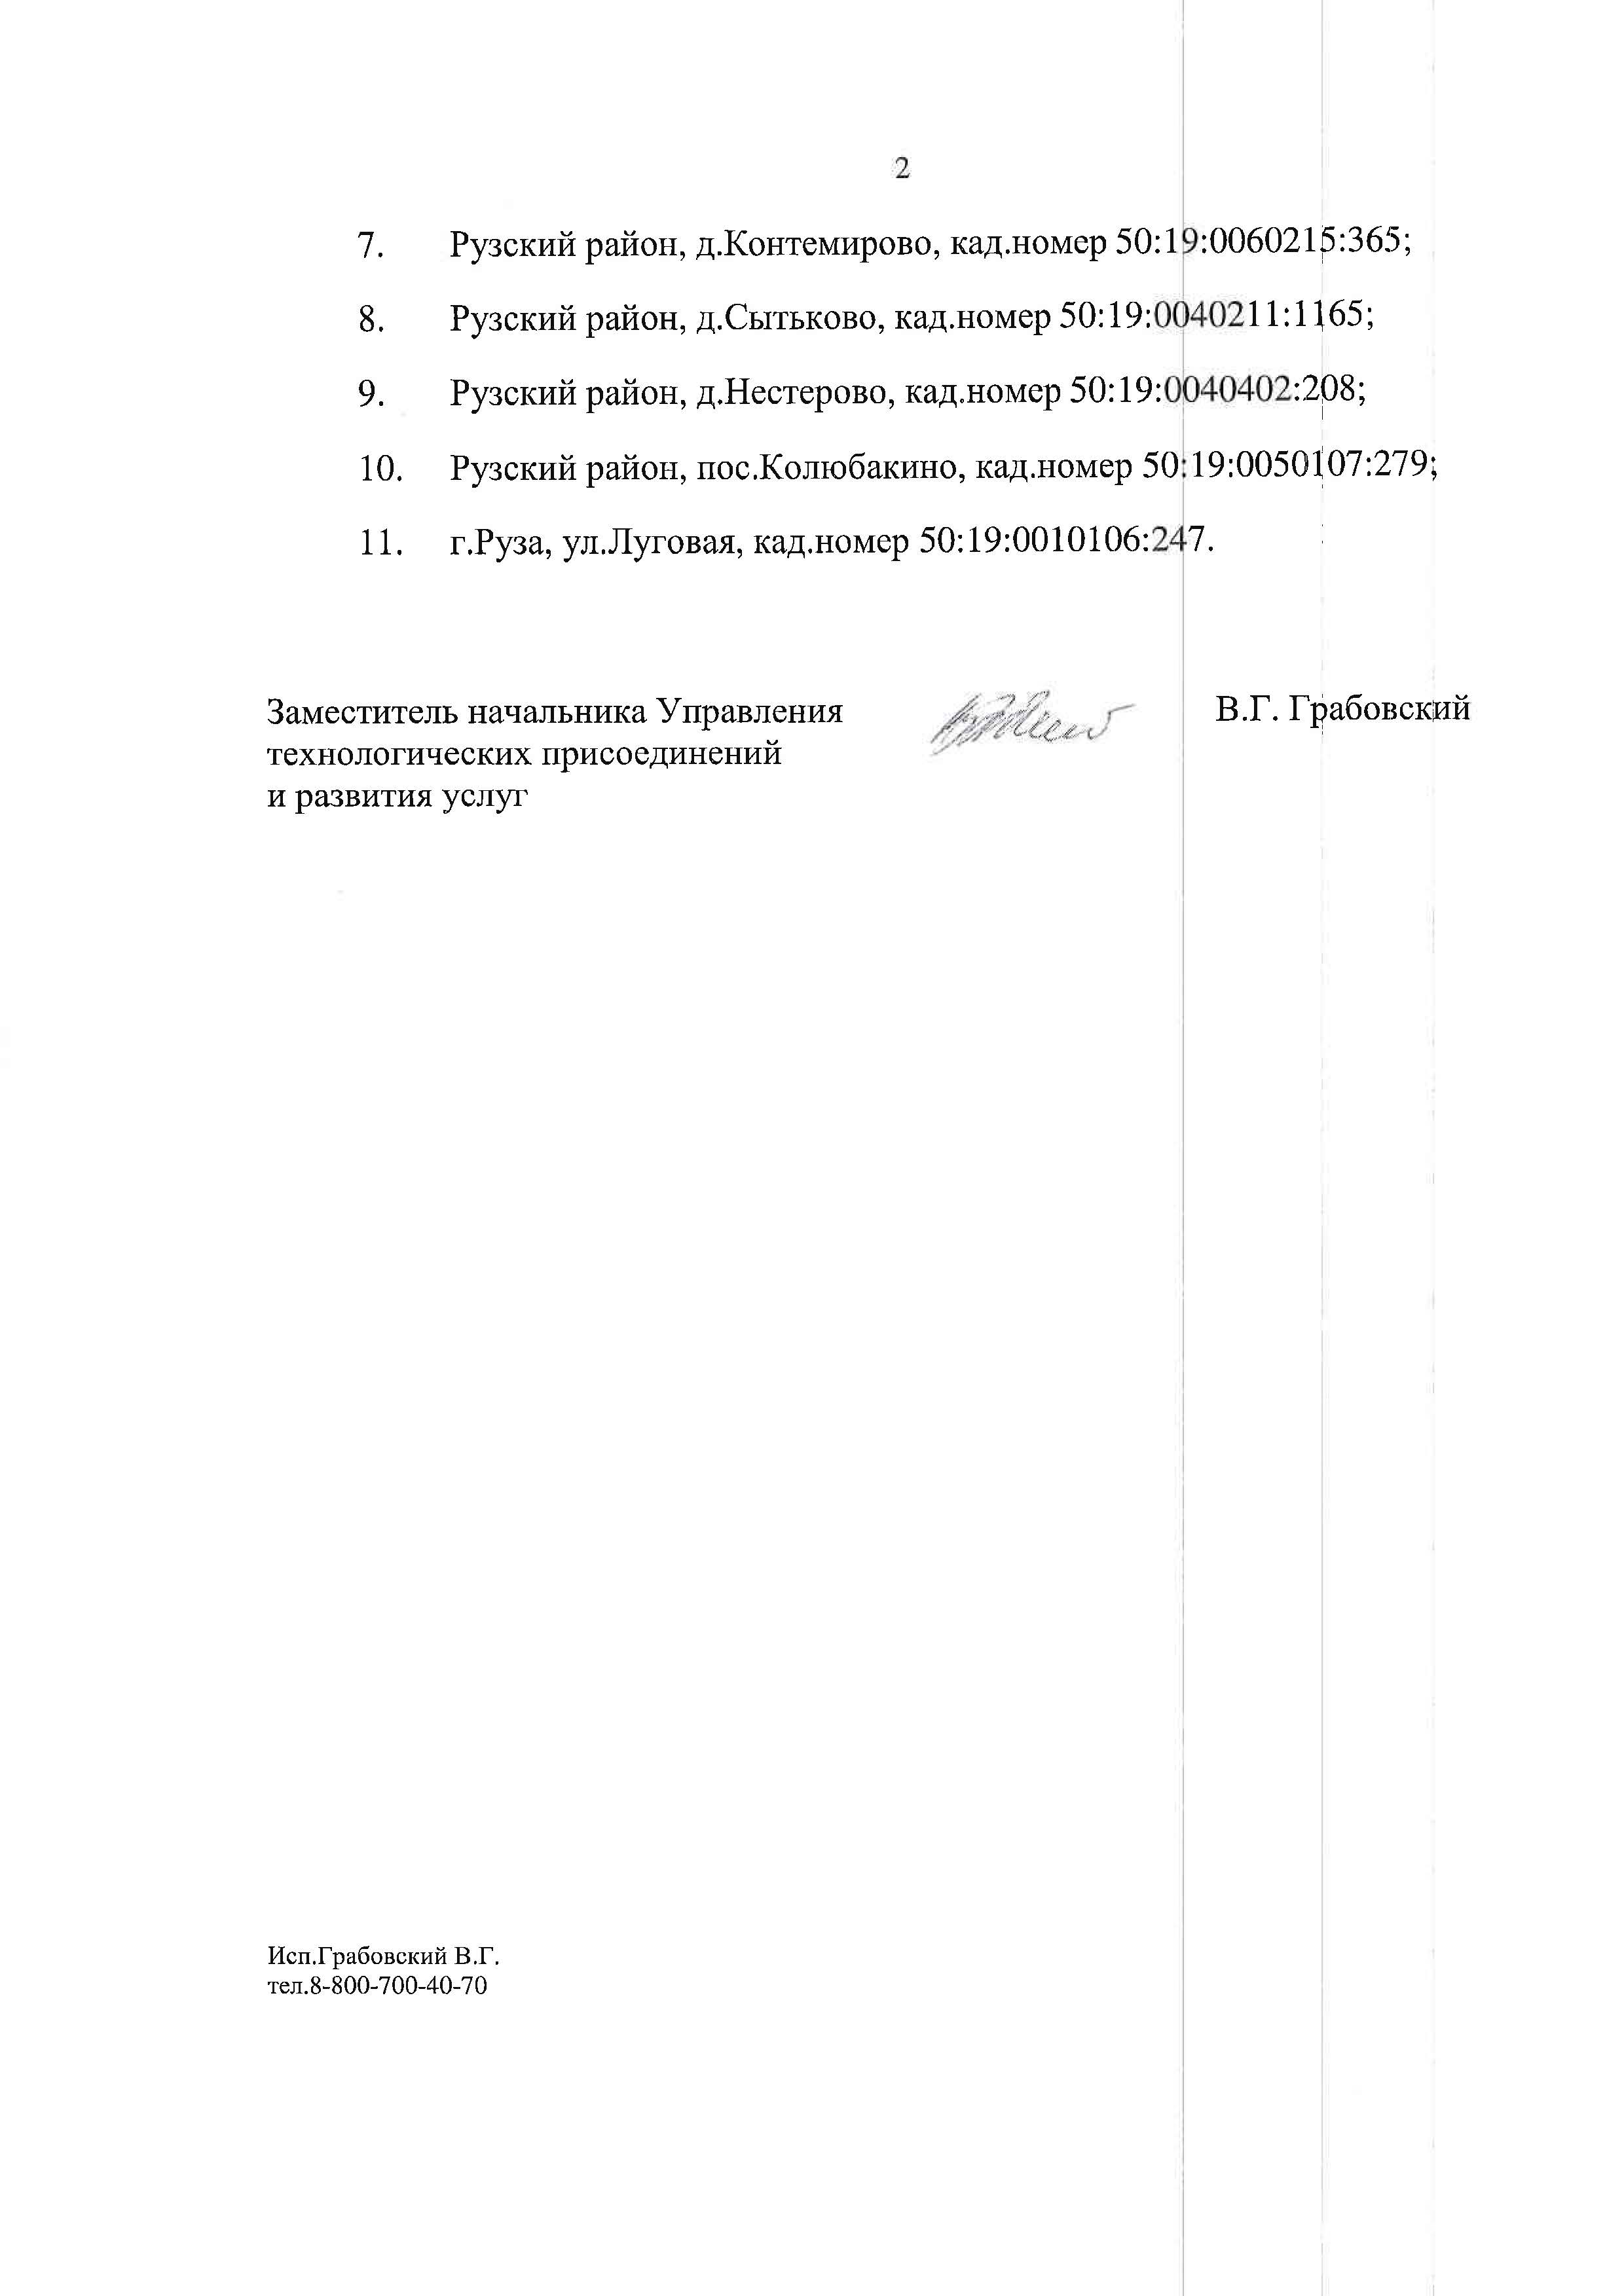 2
7. Рузский район, д.Контемирово, кад.номер 50:19:0060215:365;
8. Рузский район, д.Сытьково, кад.номер 50:19:0040211:1165;
9. Рузский район, д.Нестерово, кад.номер 50:19:0040402:208;
10. Рузский район, пос.Колюбакино, кад.номер 50:19:0050107:279;
11. г.Руза, ул.Луговая, кад.номер 50:19:0010106:247.
Заместитель начальника Управления В.Г. Грабовский
технологических присоединений
и развития услуг
Исп.Грабовский В.Г.
тел.8-800-700-40-70